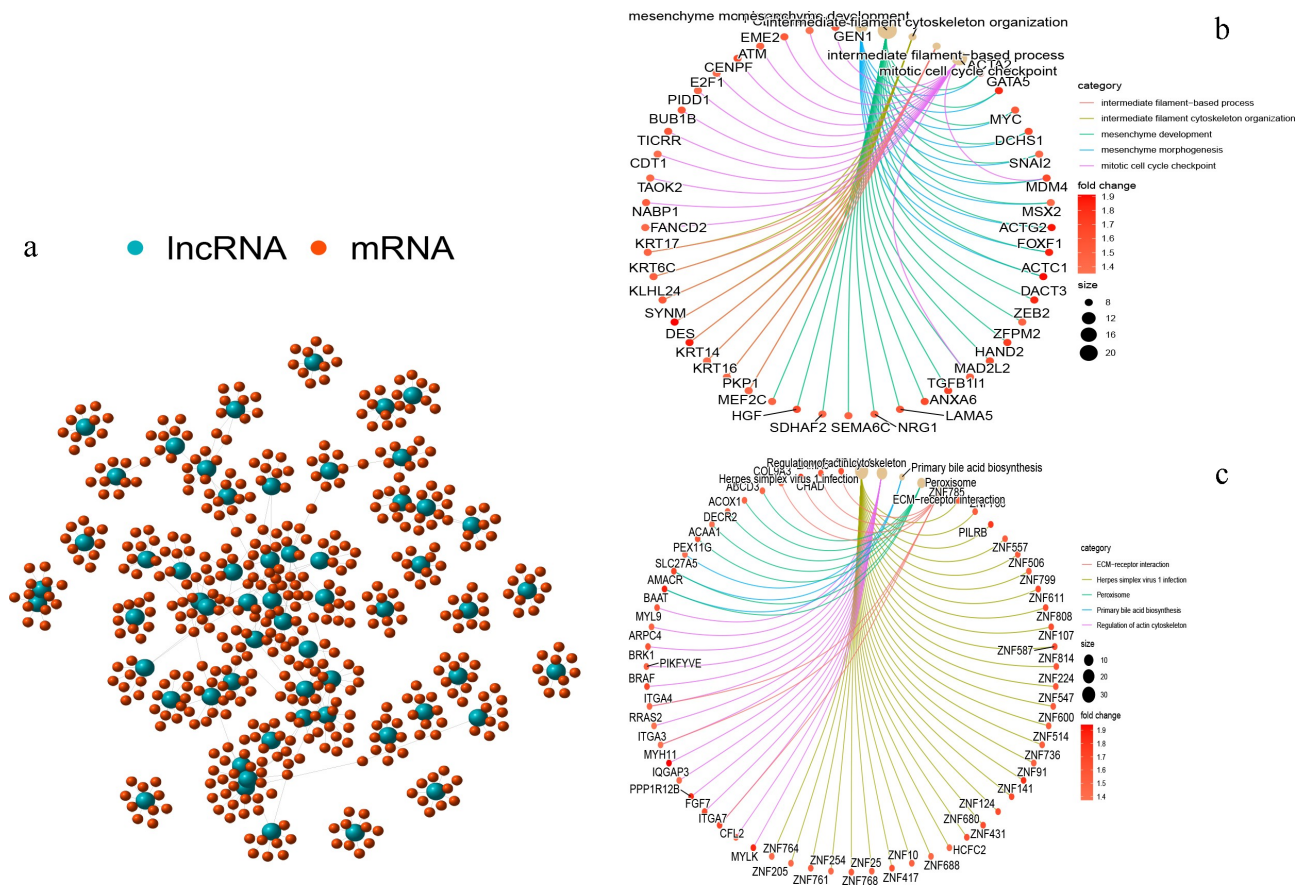 a
lncRNA
mRNA
b
mesenchyme development
intermediate filament cytoskeleton organization
intermediate filament−based process
mitotic cell cycle checkpoint
GEN1
EME2
ATM
CENPF
E2F1
PIDD1
BUB1B
TICRR
CDT1
TAOK2
NABP1
FANCD2
KRT17
KRT6C
KLHL24
SYNM
DES
KRT14
KRT16
PKP1
MEF2C
HGF
SDHAF2
SEMA6C
NRG1
LAMA5
ANXA6
TGFB1I1
MAD2L2
HAND2
ZFPM2
ZEB2
DACT3
ACTC1
FOXF1
ACTG2
MSX2
MDM4
SNAI2
DCHS1
MYC
GATA5
ACTA2
category
intermediate filament−based process
intermediate filament cytoskeleton organization
mesenchyme development
mesenchyme morphogenesis
mitotic cell cycle checkpoint
fold change
1.9
1.8
1.7
1.6
1.5
1.4
size
8
12
16
20
c
Regulation of actin cytoskeleton
Herpes simplex virus 1 infection
Primary bile acid biosynthesis
Peroxisome
ECM−receptor interaction
COL9A3
CHAD
ABCD3
ACOX1
DECR2
ACAA1
PEX11G
SLC27A5
AMACR
BAAT
MYL9
ARPC4
BRK1
PIKFYVE
BRAF
ITGA4
RRAS2
ITGA3
MYH11
IQGAP3
PPP1R12B
FGF7
ITGA7
CFL2
MYLK
ZNF764
ZNF205
ZNF254
ZNF761
ZNF25
ZNF768
ZNF10
ZNF417
ZNF688
HCFC2
ZNF431
ZNF680
ZNF124
ZNF141
ZNF91
ZNF736
ZNF514
ZNF600
ZNF547
ZNF224
ZNF814
ZNF587
ZNF107
ZNF808
ZNF611
ZNF799
ZNF506
ZNF557
PILRB
ZNF785
category
ECM−receptor interaction
Herpes simplex virus 1 infection
Peroxisome
Primary bile acid biosynthesis
Regulation of actin cytoskeleton
size
10
20
30
fold change
1.9
1.8
1.7
1.6
1.5
1.4